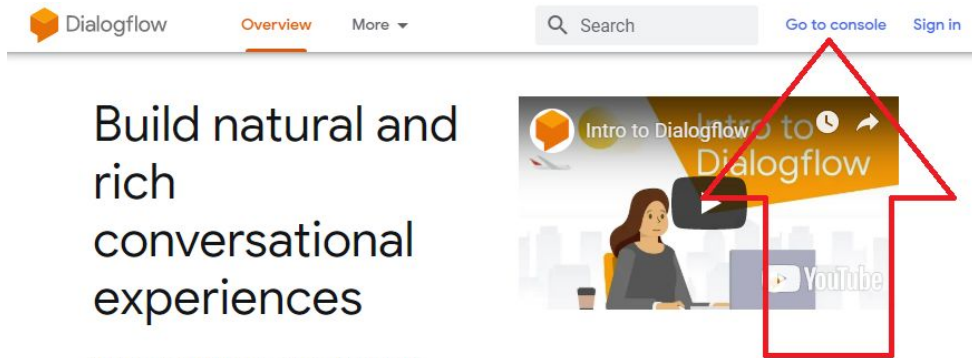 Dialogflow Overview More Search Go to console Sign in
Build natural and
rich
conversational
experiences
Intro to Dialogflow
Intro to
Dialogflow
YouTube